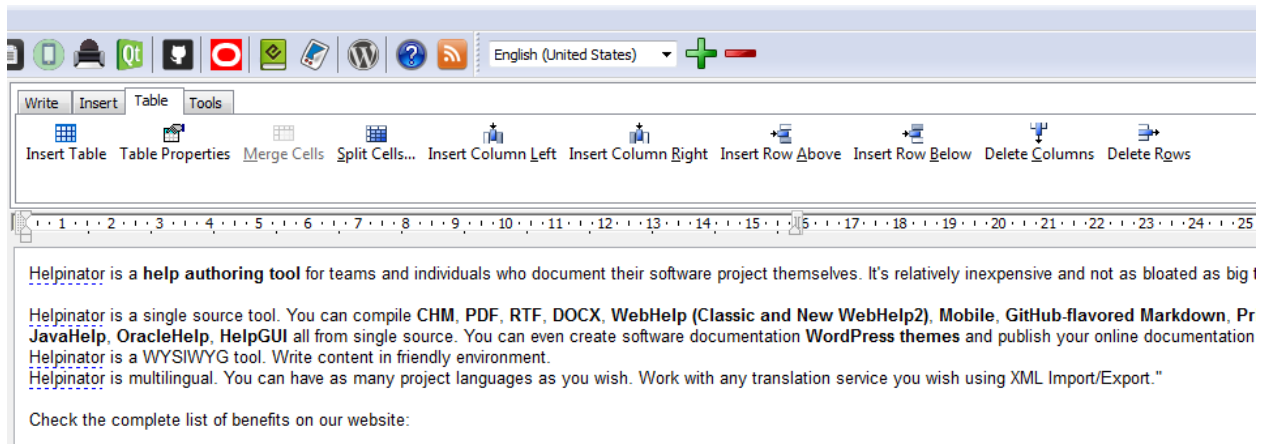 Qt
English (United States)
Write Insert Table Tools
Insert Table Table Properties Merge Cells Split Cells... Insert Column Left Insert Column Right Insert Row Above Insert Row Below Delete Columns Delete Rows
1 2 3 4 5 6 7 8 9 10 11 12 13 14 15 16 17 18 19 20 21 22 23 24 25
Helpinator is a help authoring tool for teams and individuals who document their software project themselves. It's relatively inexpensive and not as bloated as big
Helpinator is a single source tool. You can compile CHM, PDF, RTF, DOCX, WebHelp (Classic and New WebHelp2), Mobile, GitHub-flavored Markdown, Pr
JavaHelp, OracleHelp, HelpGUI all from single source. You can even create software documentation WordPress themes and publish your online documentation
Helpinator is a WYSIWYG tool. Write content in friendly environment.
Helpinator is multilingual. You can have as many project languages as you wish. Work with any translation service you wish using XML Import/Export."
Check the complete list of benefits on our website: